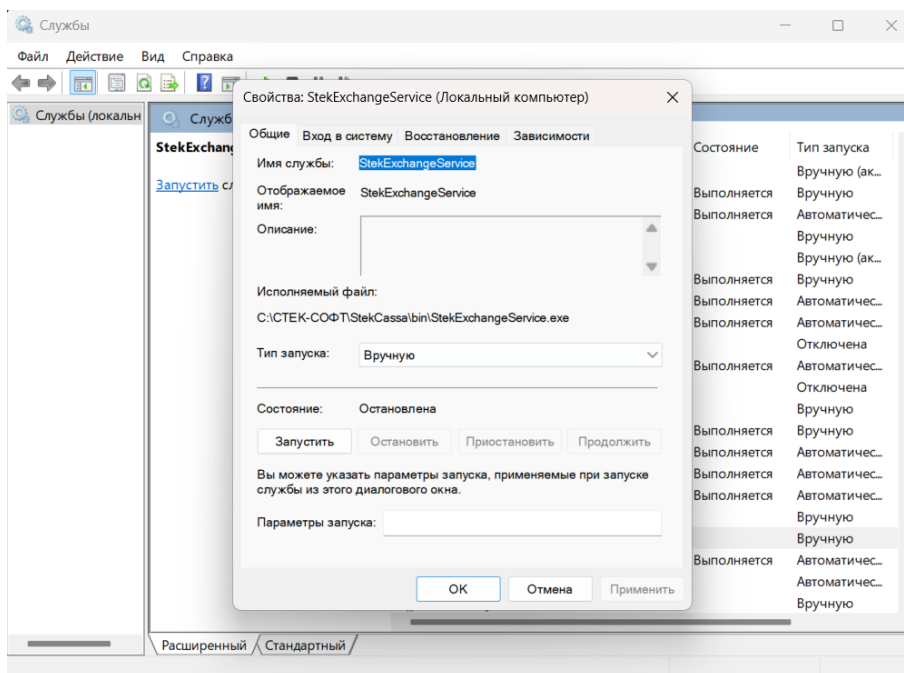 Службы
Файл Действие Вид Справка
Службы (локальн
Служб
StekExchang
Запустить сл
Свойства: StekExchangeService (Локальный компьютер)
Общие Вход в систему Восстановление Зависимости
Имя службы: StekExchangeService
Отображаемое имя: StekExchangeService
Описание:
Исполняемый файл:
C:\СТЕК-СОФТ\StekCassa\bin\StekExchangeService.exe
Тип запуска: Вручную
Состояние: Остановлена
Запустить Остановить Приостановить Продолжить
Вы можете указать параметры запуска, применяемые при запуске
службы из этого диалогового окна.
Параметры запуска:
OK Отмена Применить
Состояние Тип запуска
Вручную (ак...
Выполняется Вручную
Выполняется Автоматичес...
Вручную
Вручную (ак...
Выполняется Вручную
Выполняется Автоматичес...
Выполняется Автоматичес...
Отключена
Выполняется Автоматичес...
Отключена
Вручную
Выполняется Вручную
Выполняется Автоматичес...
Выполняется Автоматичес...
Выполняется Автоматичес...
Вручную
Вручную
Выполняется Автоматичес...
Автоматичес...
Вручную
Расширенный Стандартный